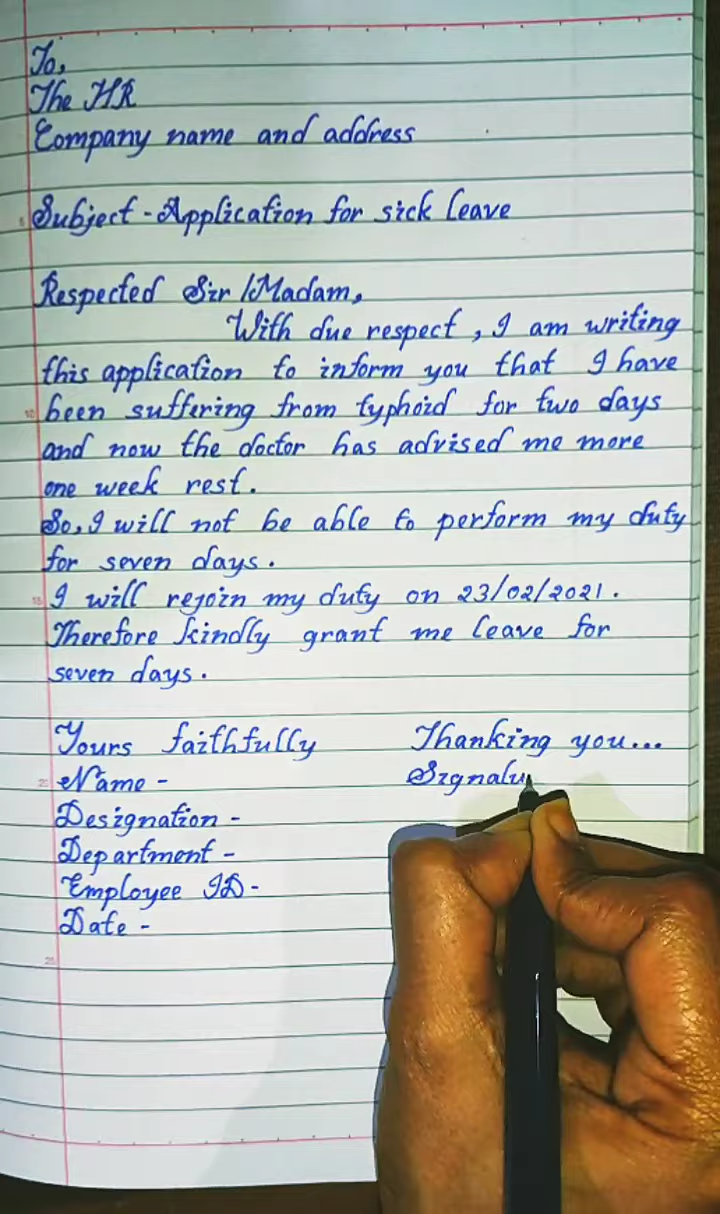 To,
The HR
Company name and address
Subject - Application for sick leave
Respected Sir/Madam,
With due respect, I am writing
this application to inform you that I have
been suffering from typhoid for two days
and now the doctor has advised me more
one week rest.
So, I will not be able to perform my duty
for seven days.
I will rejoin my duty on 23/02/2021.
Therefore kindly grant me leave for
seven days.
Yours faithfully Thanking you...
Name - Signatu
Designation -
Department -
Employee ID -
Date -